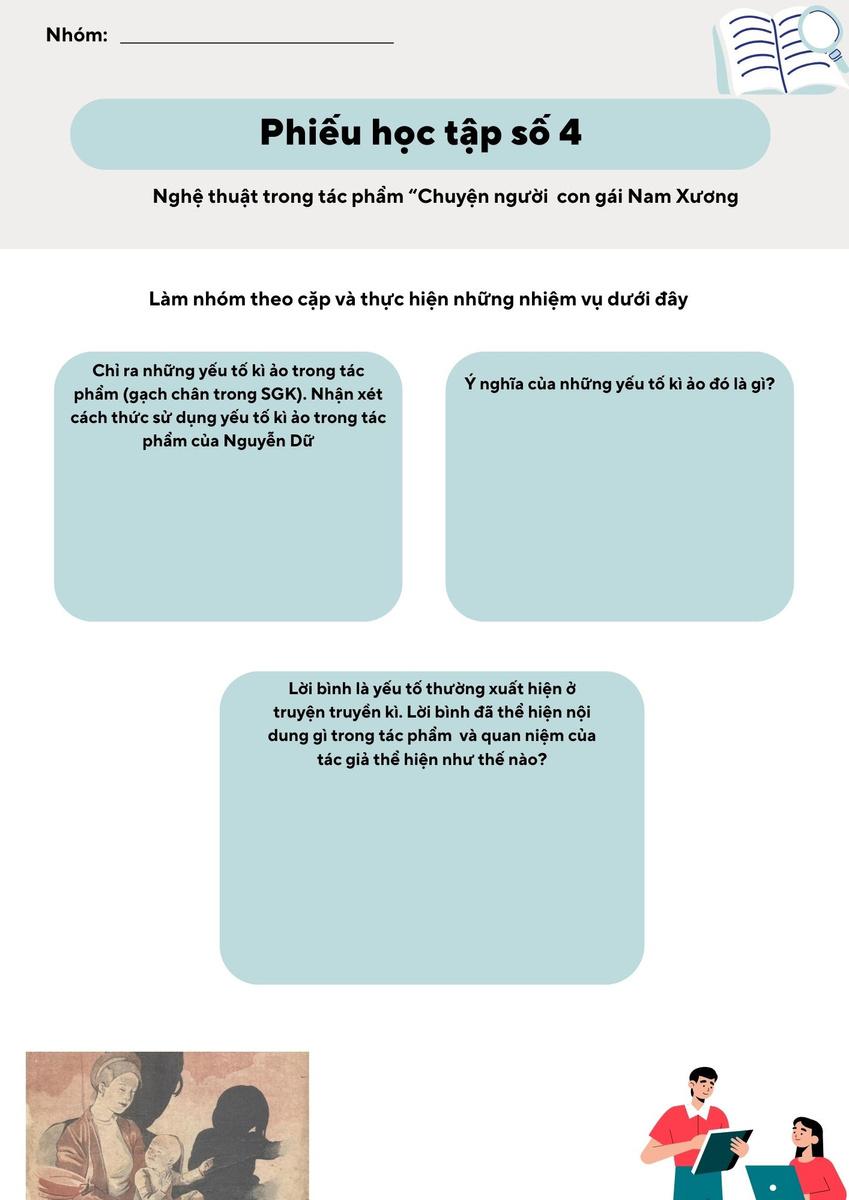 Nhóm: ____________________
Phiếu học tập số 4
Nghệ thuật trong tác phẩm “Chuyện người con gái Nam Xương
Làm nhóm theo cặp và thực hiện những nhiệm vụ dưới đây
Chỉ ra những yếu tố kì ảo trong tác
phẩm (gạch chân trong SGK). Nhận xét
cách thức sử dụng yếu tố kì ảo trong tác
phẩm của Nguyễn Dữ
Ý nghĩa của những yếu tố kì ảo đó là gì?
Lời bình là yếu tố thường xuất hiện ở
truyện truyền kì. Lời bình đã thể hiện nội
dung gì trong tác phẩm và quan niệm của
tác giả thể hiện như thế nào?